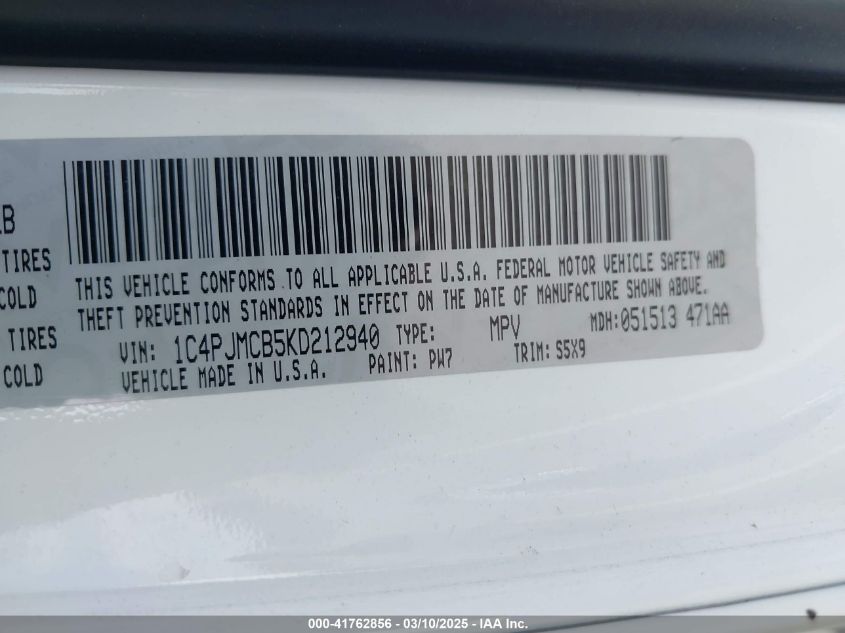 B
TIRES
COLD
TIRES
COLD
THIS VEHICLE CONFORMS TO ALL APPLICABLE U.S.A. FEDERAL MOTOR VEHICLE SAFETY AND
THEFT PREVENTION STANDARDS IN EFFECT ON THE DATE OF MANUFACTURE SHOWN ABOVE.
VIN: 1C4PJMCB5KD212940 TYPE: MPV MDH:051513 471AA
VEHICLE MADE IN U.S.A. PAINT: PW7 TRIM: S5X9
000-41762856 - 03/10/2025 - IAA Inc.